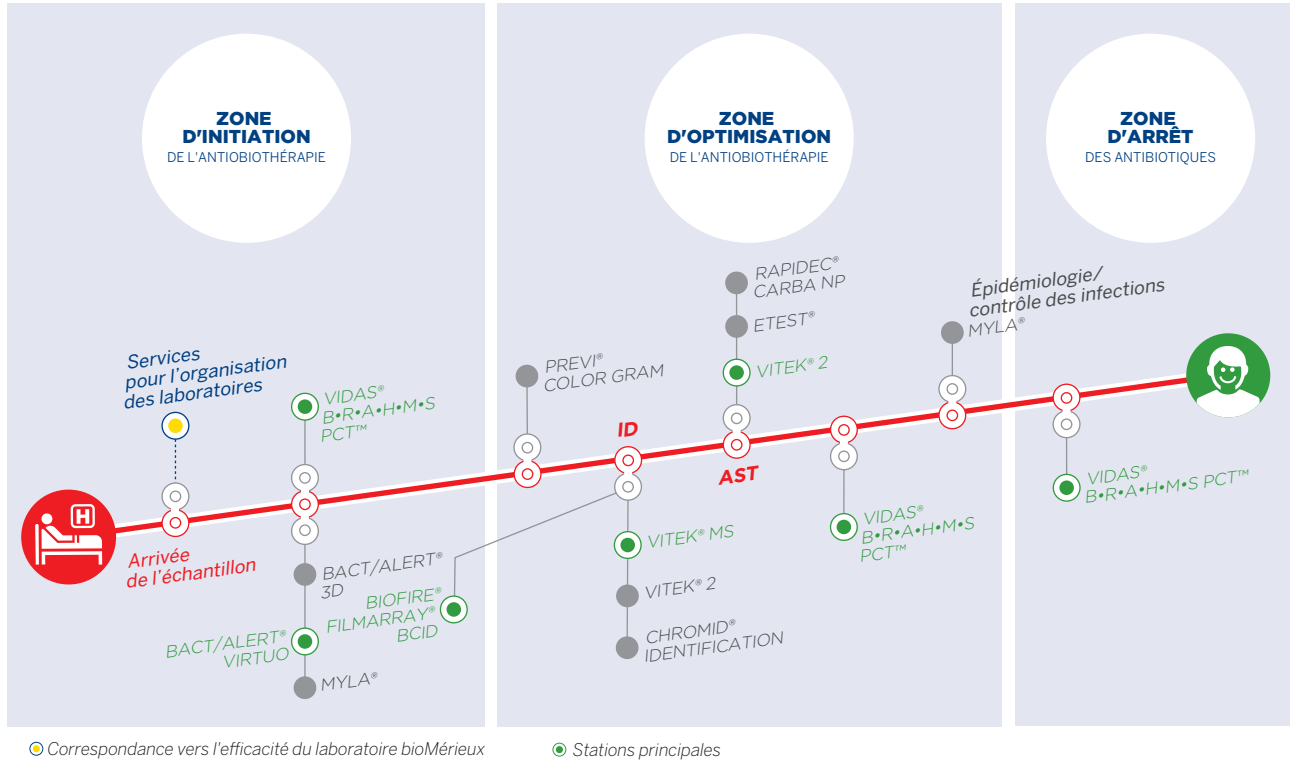 ZONE
D'INITIATION
DE L'ANTIOBIOTHÉRAPIE
ZONE
D'OPTIMISATION
DE L'ANTIOBIOTHÉRAPIE
ZONE
D'ARRÊT
DES ANTIBIOTIQUES
Services
pour l'organisation
des laboratoires
VIDAS®
B•R•A•H•M•S
PCT™
H
Arrivée
de l'échantillon
BACT/ALERT®
3D
BACT/ALERT®
VIRTUO
MYLA®
BIOFIRE®
FILMARRAY®
BCID
PREVI®
COLOR GRAM
ID
VITEK® MS
VITEK® 2
CHROMID®
IDENTIFICATION
RAPIDEC®
CARBA NP
ETEST®
VITEK® 2
AST
VIDAS®
B•R•A•H•M•S
PCT™
Épidémiologie/
contrôle des infections
MYLA®
VIDAS®
B•R•A•H•M•S PCT™
Correspondance vers l'efficacité du laboratoire bioMérieux
Stations principales